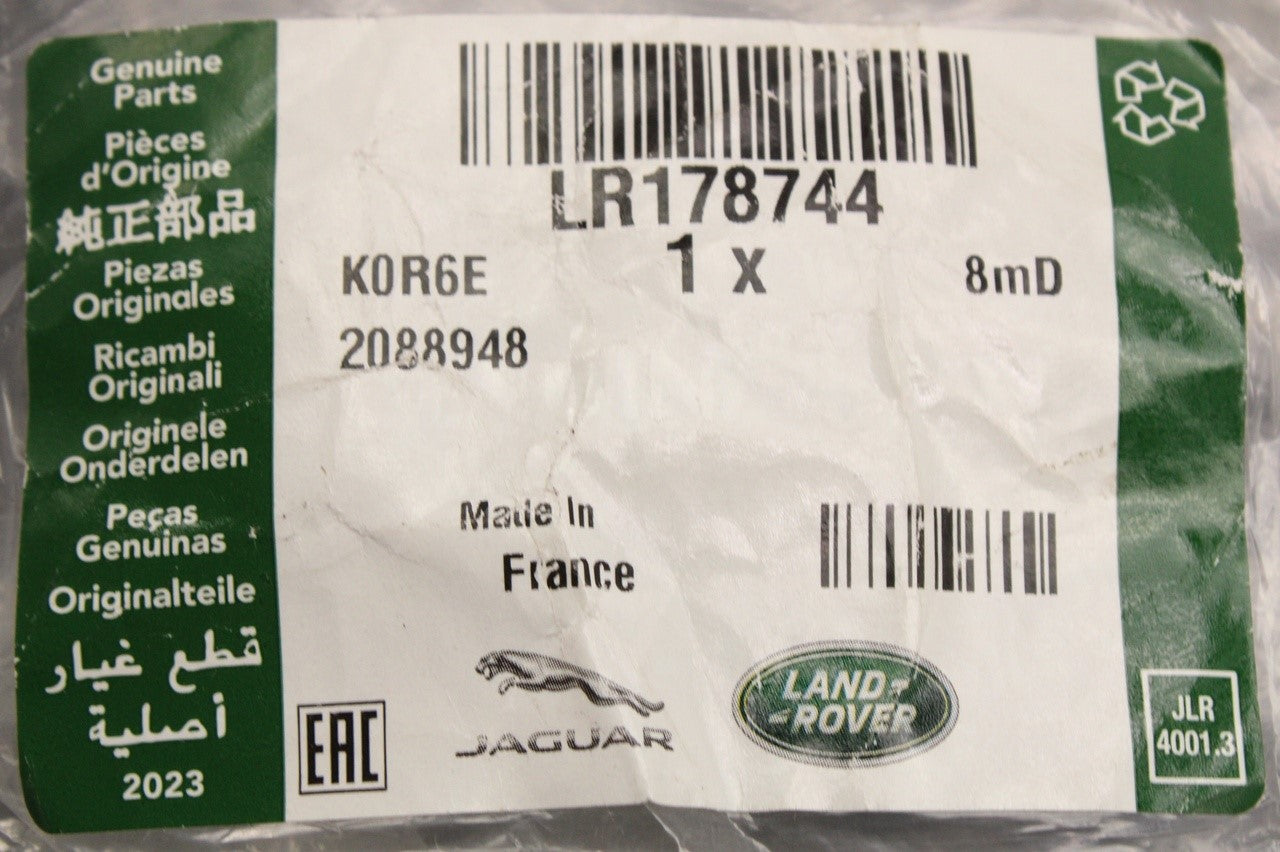 Genuine
Parts
Pièces
d'Origine
純正部品
Piezas
Originales
Ricambi
Originali
Originele
Onderdelen
Peças
Genuinas
Originalteile
قطع غيار
أصلية
2023
LR178744
K0R6E
1 x
8mD
2088948
Made In
France
EAC
JAGUAR
LAND-
-ROVER
JLR
4001.3